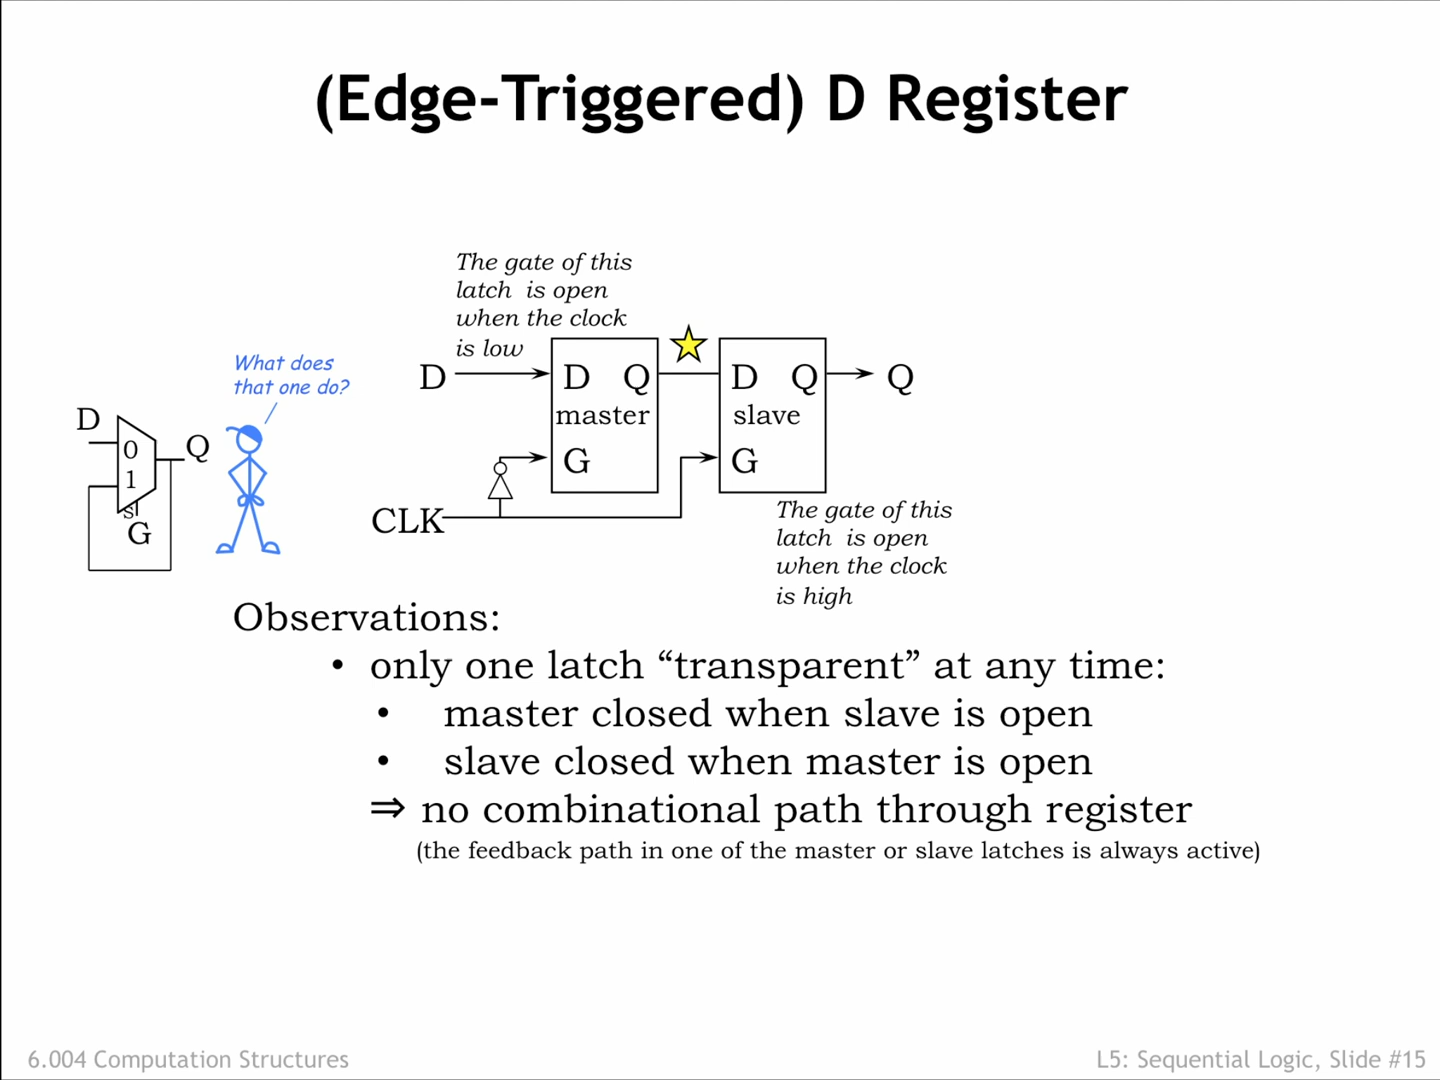 (Edge-Triggered) D Register
The gate of this
latch is open
when the clock
is low
What does
that one do?
D
0
1
s
G
Q
D
D Q
master
G
D Q
slave
G
Q
CLK
The gate of this
latch is open
when the clock
is high
Observations:
• only one latch “transparent” at any time:
• master closed when slave is open
• slave closed when master is open
⇒ no combinational path through register
(the feedback path in one of the master or slave latches is always active)
6.004 Computation Structures
L5: Sequential Logic, Slide #15